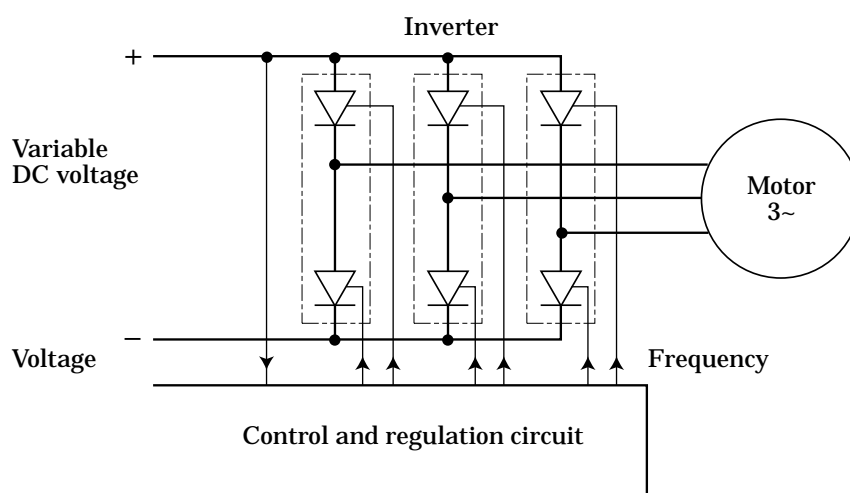 Inverter
+
Variable
DC voltage
Motor
3~
−
Voltage
Frequency
Control and regulation circuit